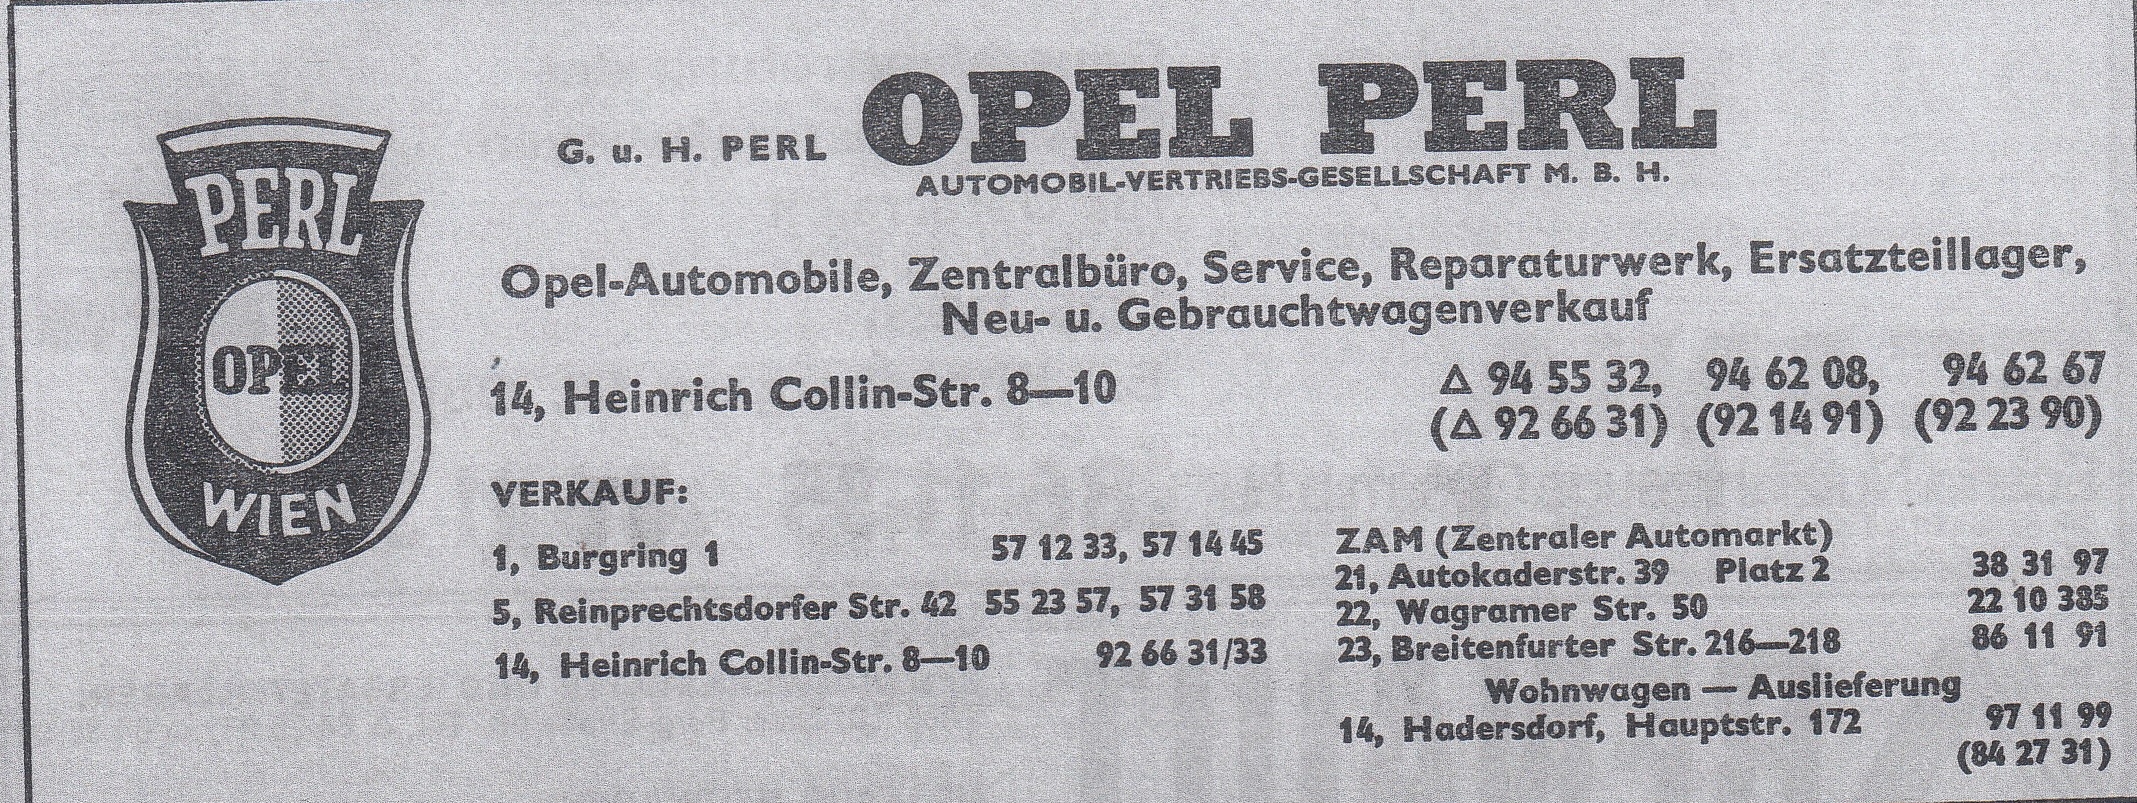 PERL
OPEL
WIEN
G. u. H. PERL OPEL PERL
AUTOMOBIL-VERTRIEBS-GESELLSCHAFT M. B. H.
Opel-Automobile, Zentralbüro, Service, Reparaturwerk, Ersatzteillager,
Neu- u. Gebrauchtwagenverkauf
14, Heinrich Collin-Str. 8—10 △ 94 55 32, 94 62 08, 94 62 67
(△ 92 66 31) (92 14 91) (92 23 90)
VERKAUF:
1, Burgring 1 57 12 33, 57 14 45
5, Reinprechtsdorfer Str. 42 55 23 57, 57 31 58
14, Heinrich Collin-Str. 8—10 92 66 31/33
ZAM (Zentraler Automarkt)
21, Autokaderstr. 39 Platz 2 38 31 97
22, Wagramer Str. 50 22 10 385
23, Breitenfurter Str. 216—218 86 11 91
Wohnwagen — Auslieferung
14, Hadersdorf, Hauptstr. 172 97 11 99
(84 27 31)